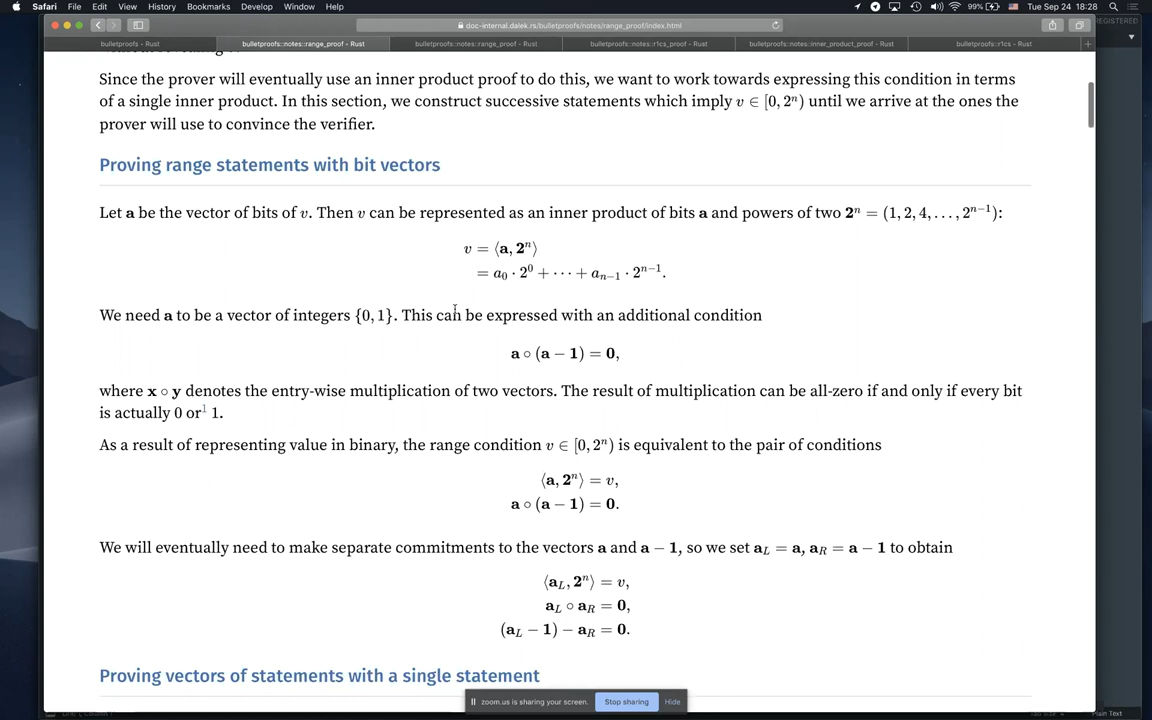 Safari File Edit View History Bookmarks Develop Window Help 99% Tue Sep 24 18:28
doc-internal.dalek.rs/bulletproofs/notes/range_proof/index.html
REGISTERED
bulletproofs - Rust bulletproofs::notes::range_proof - Rust bulletproofs::notes::range_proof - Rust bulletproofs::notes::r1cs_proof - Rust bulletproofs::notes::inner_product_proof - Rust bulletproofs::r1cs - Rust
Since the prover will eventually use an inner product proof to do this, we want to work towards expressing this condition in terms
of a single inner product. In this section, we construct successive statements which imply v ∈ [0, 2ⁿ) until we arrive at the ones the
prover will use to convince the verifier.
Proving range statements with bit vectors
Let a be the vector of bits of v. Then v can be represented as an inner product of bits a and powers of two 2ⁿ = (1, 2, 4, . . . , 2ⁿ⁻¹):
v = ⟨a, 2ⁿ⟩
= a₀ · 2⁰ + · · · + aₙ₋₁ · 2ⁿ⁻¹.
We need a to be a vector of integers {0, 1}. This can be expressed with an additional condition
a ∘ (a − 1) = 0,
where x ∘ y denotes the entry-wise multiplication of two vectors. The result of multiplication can be all-zero if and only if every bit
is actually 0 or¹ 1.
As a result of representing value in binary, the range condition v ∈ [0, 2ⁿ) is equivalent to the pair of conditions
⟨a, 2ⁿ⟩ = v,
a ∘ (a − 1) = 0.
We will eventually need to make separate commitments to the vectors a and a − 1, so we set a_L = a, a_R = a − 1 to obtain
⟨a_L, 2ⁿ⟩ = v,
a_L ∘ a_R = 0,
(a_L − 1) − a_R = 0.
Proving vectors of statements with a single statement
zoom.us is sharing your screen. Stop sharing Hide
Plain Text